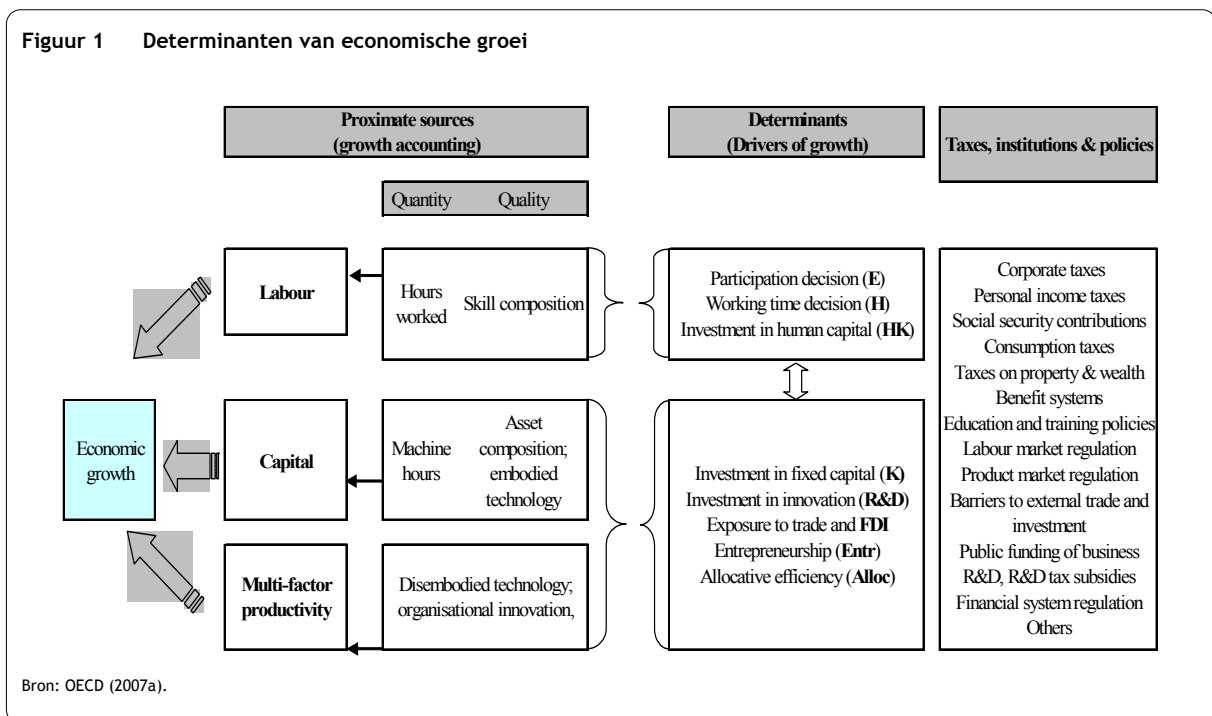 Figuur 1 Determinanten van economische groei
Proximate sources
(growth accounting)
Determinants
(Drivers of growth)
Taxes, institutions & policies
Quantity Quality
Labour
Hours
worked
Skill composition
Participation decision (E)
Working time decision (H)
Investment in human capital (HK)
Economic
growth
Capital
Machine
hours
Asset
composition;
embodied
technology
Multi-factor
productivity
Disembodied technology;
organisational innovation,
Investment in fixed capital (K)
Investment in innovation (R&D)
Exposure to trade and FDI
Entrepreneurship (Entr)
Allocative efficiency (Alloc)
Corporate taxes
Personal income taxes
Social security contributions
Consumption taxes
Taxes on property & wealth
Benefit systems
Education and training policies
Labour market regulation
Product market regulation
Barriers to external trade and
investment
Public funding of business
R&D, R&D tax subsidies
Financial system regulation
Others
Bron: OECD (2007a).